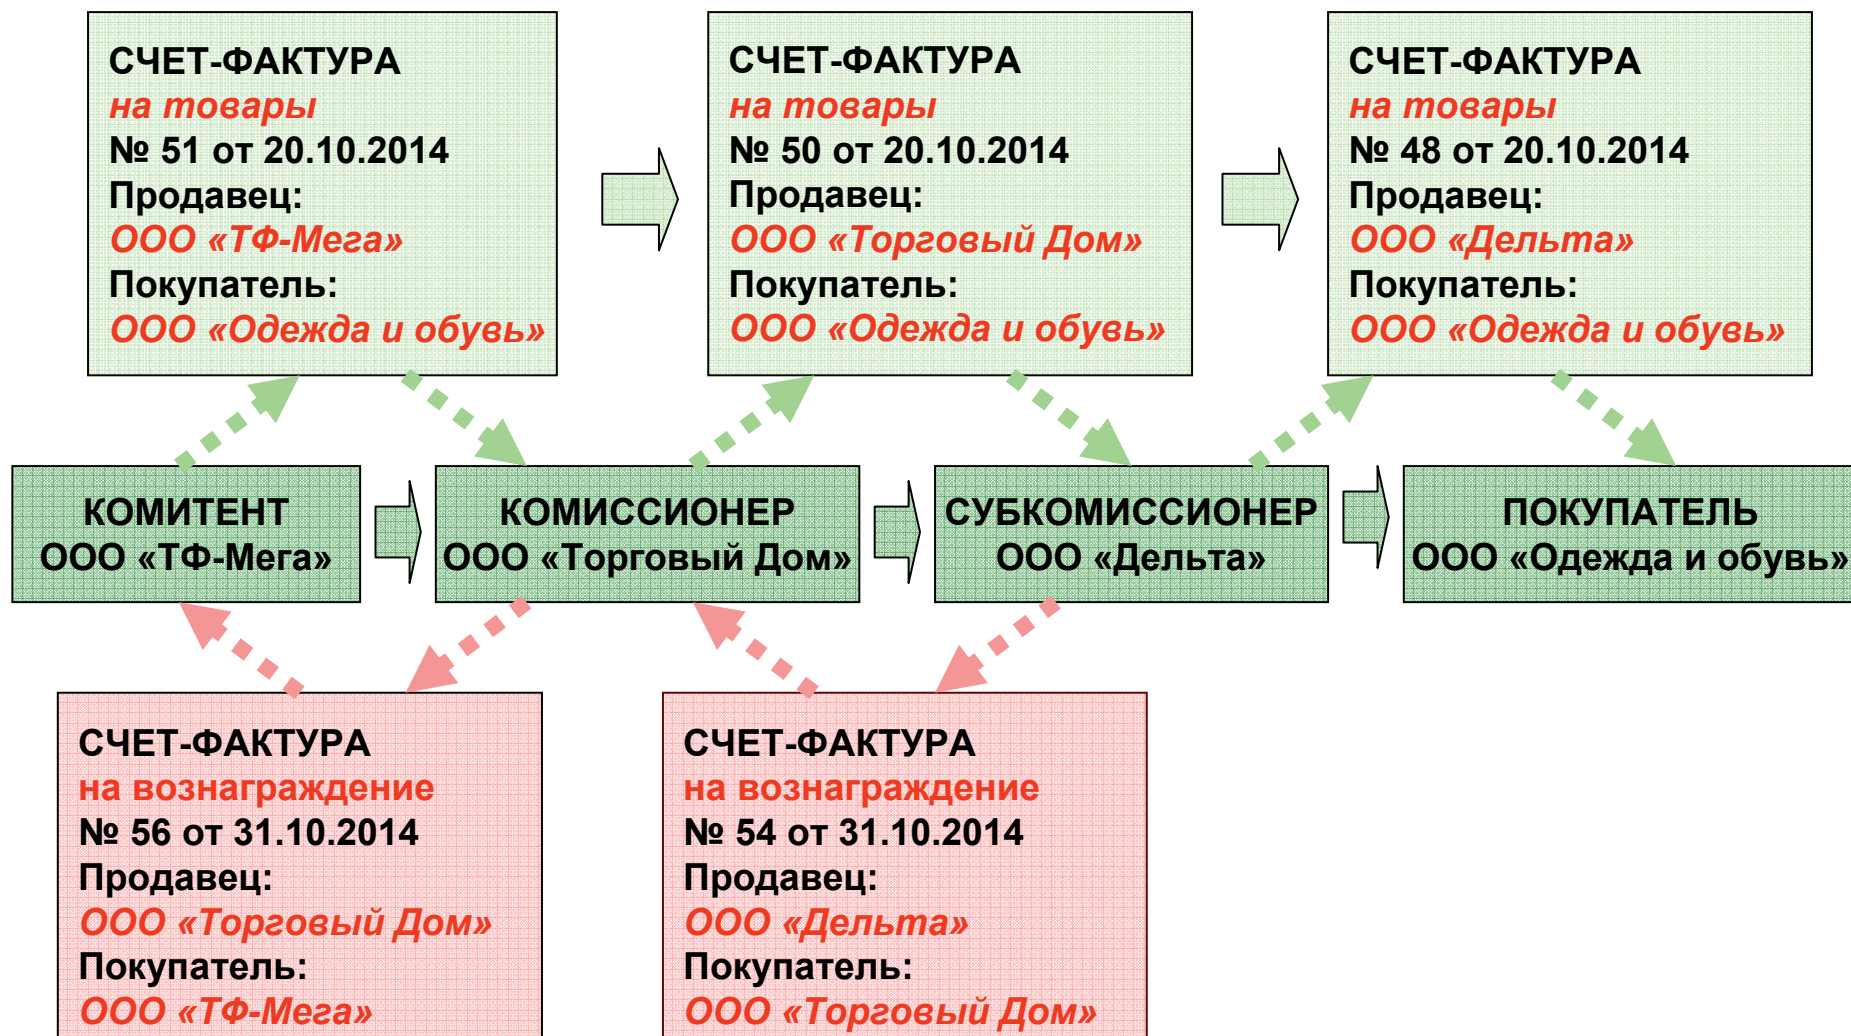 СЧЕТ-ФАКТУРА
на товары
№ 51 от 20.10.2014
Продавец:
ООО «ТФ-Мега»
Покупатель:
ООО «Одежда и обувь»
СЧЕТ-ФАКТУРА
на товары
№ 50 от 20.10.2014
Продавец:
ООО «Торговый Дом»
Покупатель:
ООО «Одежда и обувь»
СЧЕТ-ФАКТУРА
на товары
№ 48 от 20.10.2014
Продавец:
ООО «Дельта»
Покупатель:
ООО «Одежда и обувь»
КОМИТЕНТ
ООО «ТФ-Мега»
КОМИССИОНЕР
ООО «Торговый Дом»
СУБКОМИССИОНЕР
ООО «Дельта»
ПОКУПАТЕЛЬ
ООО «Одежда и обувь»
СЧЕТ-ФАКТУРА
на вознаграждение
№ 56 от 31.10.2014
Продавец:
ООО «Торговый Дом»
Покупатель:
ООО «ТФ-Мега»
СЧЕТ-ФАКТУРА
на вознаграждение
№ 54 от 31.10.2014
Продавец:
ООО «Дельта»
Покупатель:
ООО «Торговый Дом»